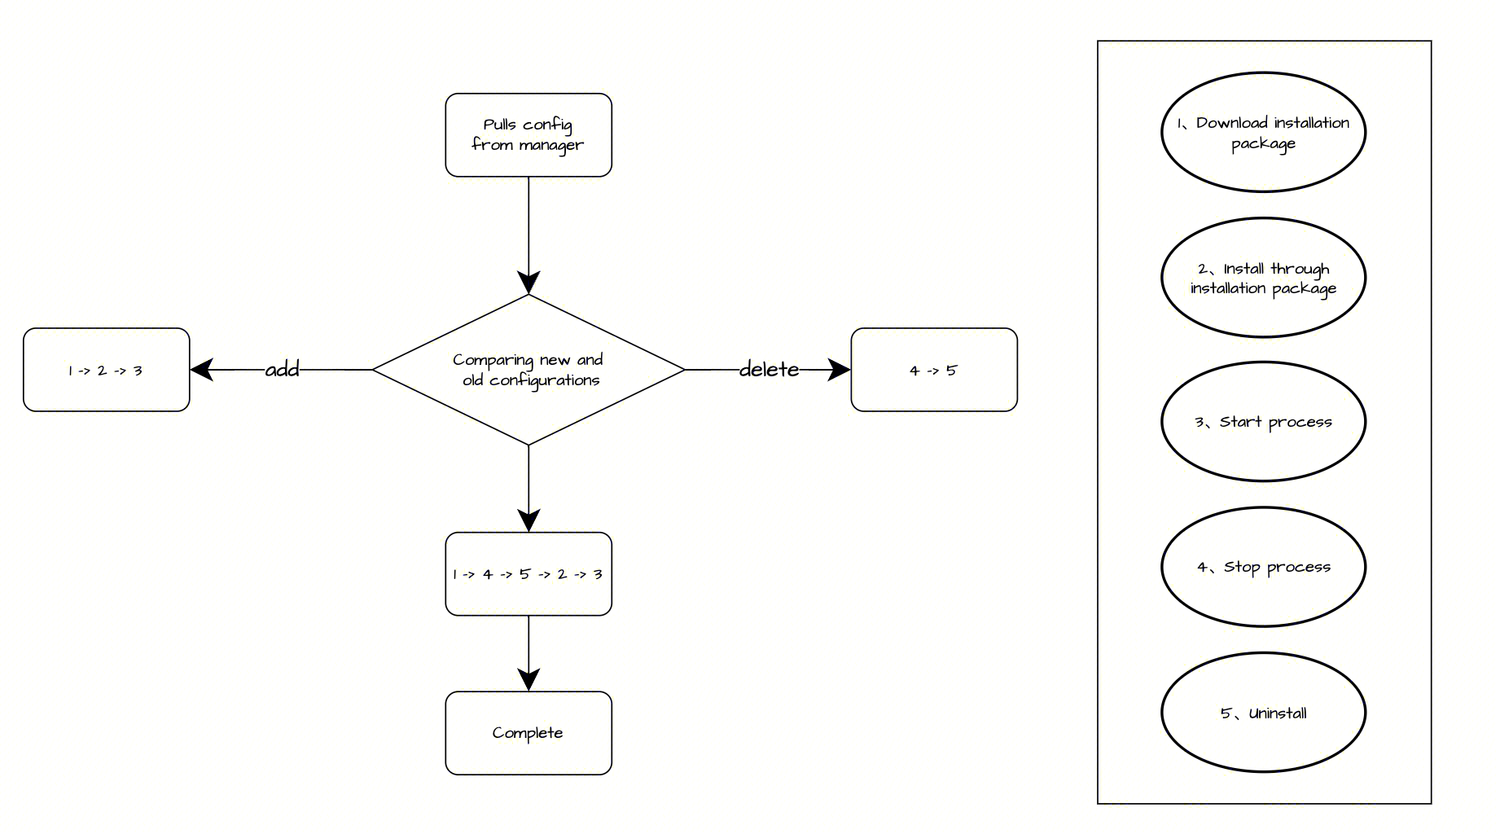 Pulls config
from manager
Comparing new and
old configurations
add
1 -> 2 -> 3
delete
4 -> 5
1 -> 4 -> 5 -> 2 -> 3
Complete
1、Download installation
package
2、Install through
installation package
3、Start process
4、Stop process
5、Uninstall